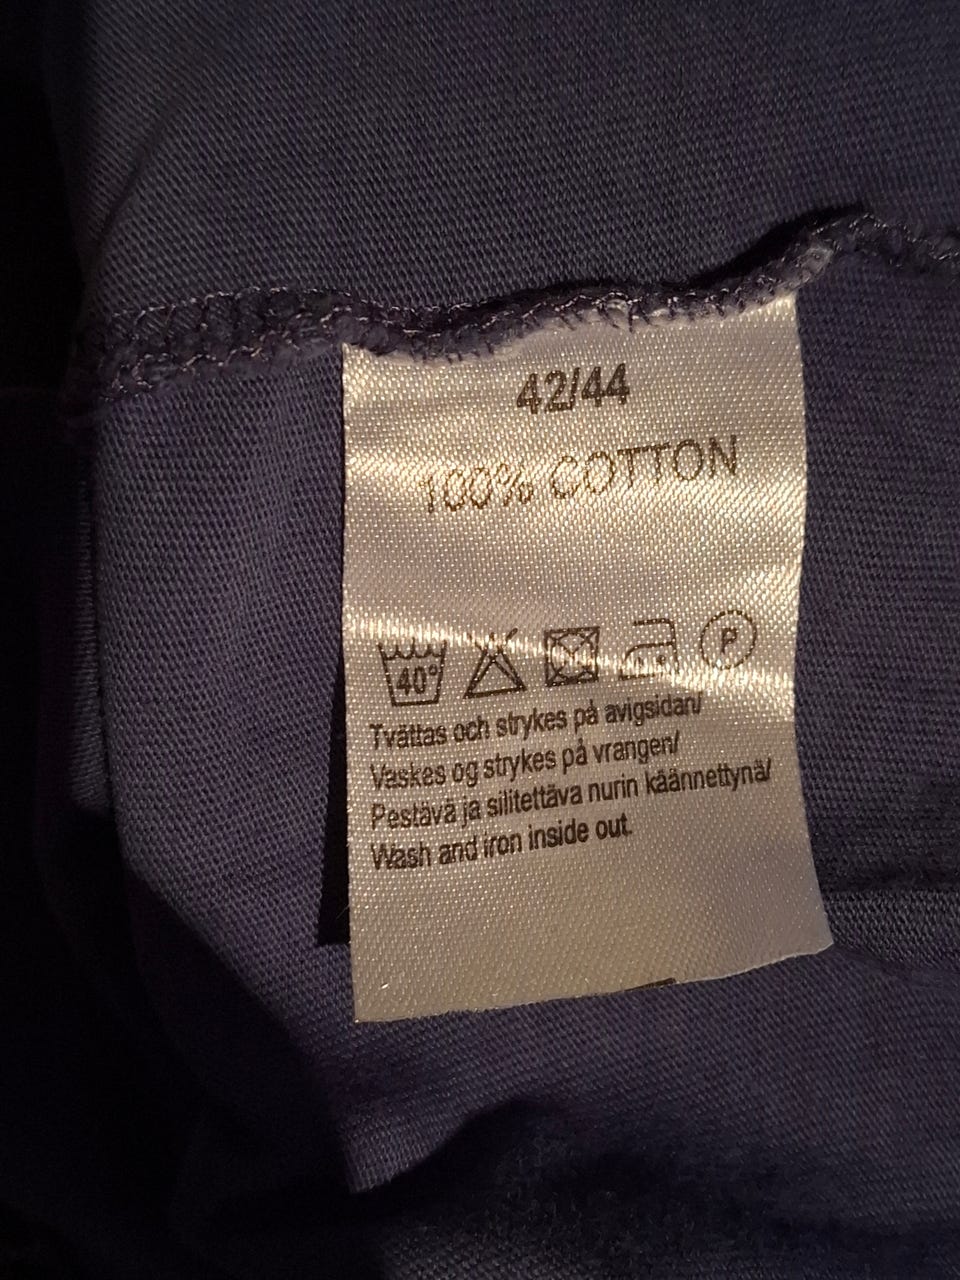 42/44
100% COTTON
40°
P
Tvättas och strykes på avigsidan/
Vaskes og strykes på vrangen/
Pestävä ja silitettävä nurin käännettynä/
Wash and iron inside out.